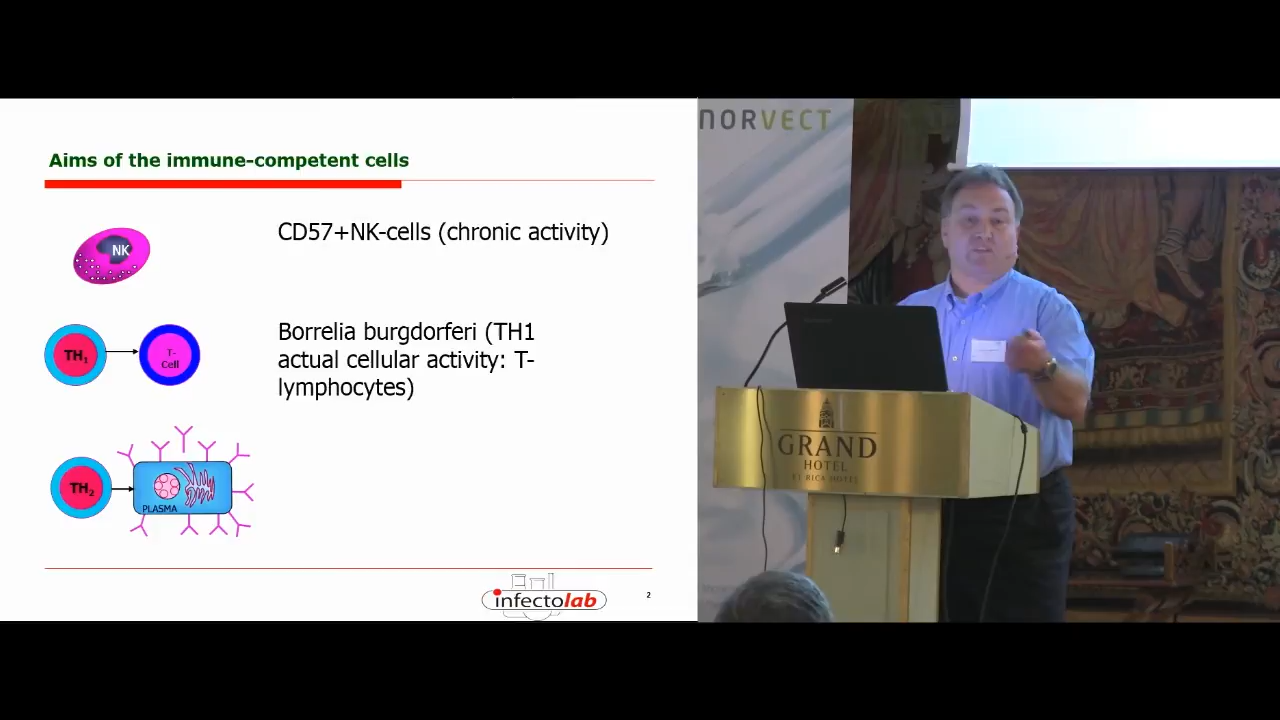 Aims of the immune-competent cells
NK
CD57+NK-cells (chronic activity)
TH1
T-
Cell
Borrelia burgdorferi (TH1
actual cellular activity: T-
lymphocytes)
TH2
PLASMA
infectolab
2
NORVECT
GRAND
HOTEL